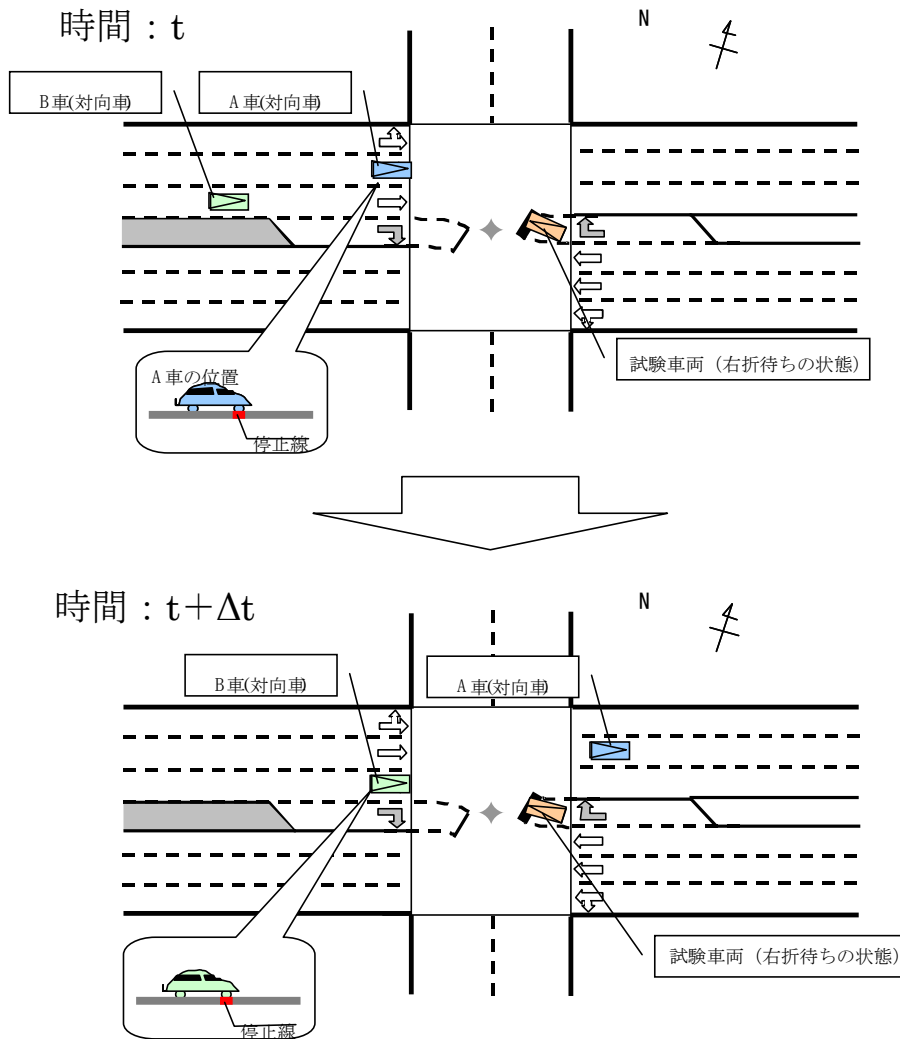 時間：t
N
B車(対向車)
A車(対向車)
試験車両（右折待ちの状態）
A車の位置
停止線
時間：t＋Δt
N
B車(対向車)
A車(対向車)
試験車両（右折待ちの状態）
停止線